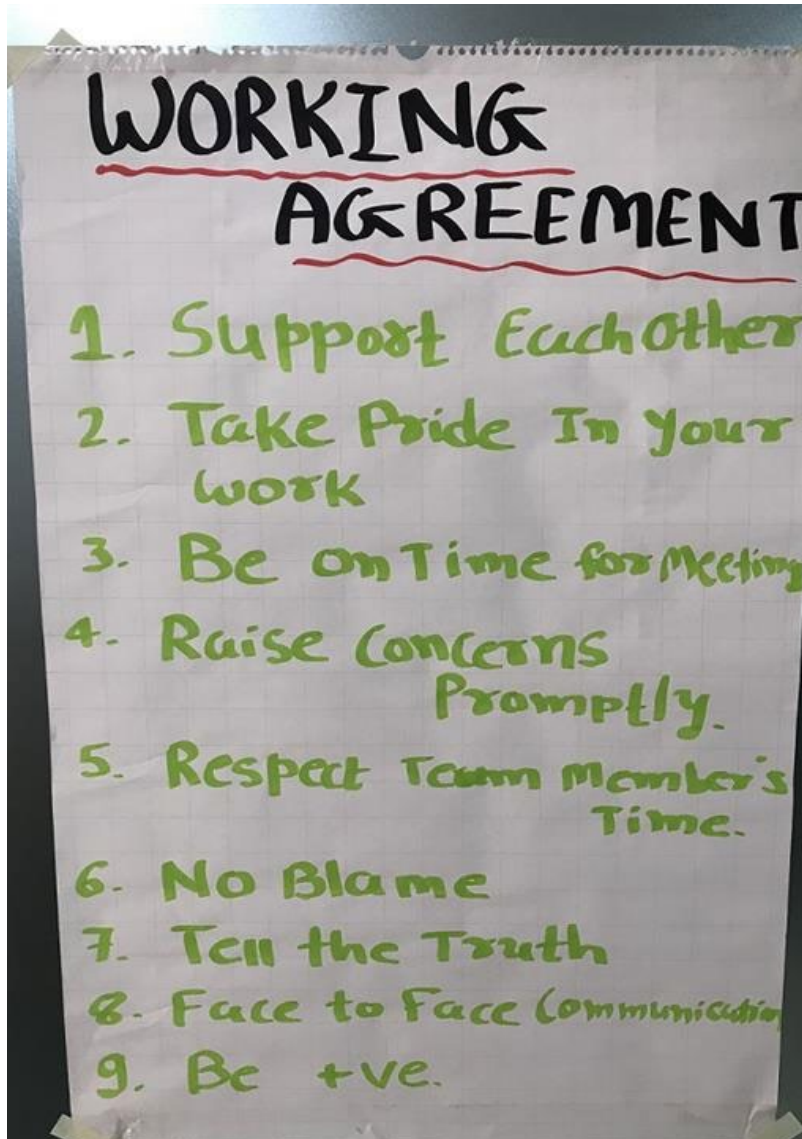 WORKING
AGREEMENT
1. Support Each Other
2. Take Pride In Your
work
3. Be on Time for Meeting
4. Raise Concerns
Promptly.
5. Respect Team Member's
Time.
6. No Blame
7. Tell the Truth
8. Face to Face Communication
9. Be +ve.